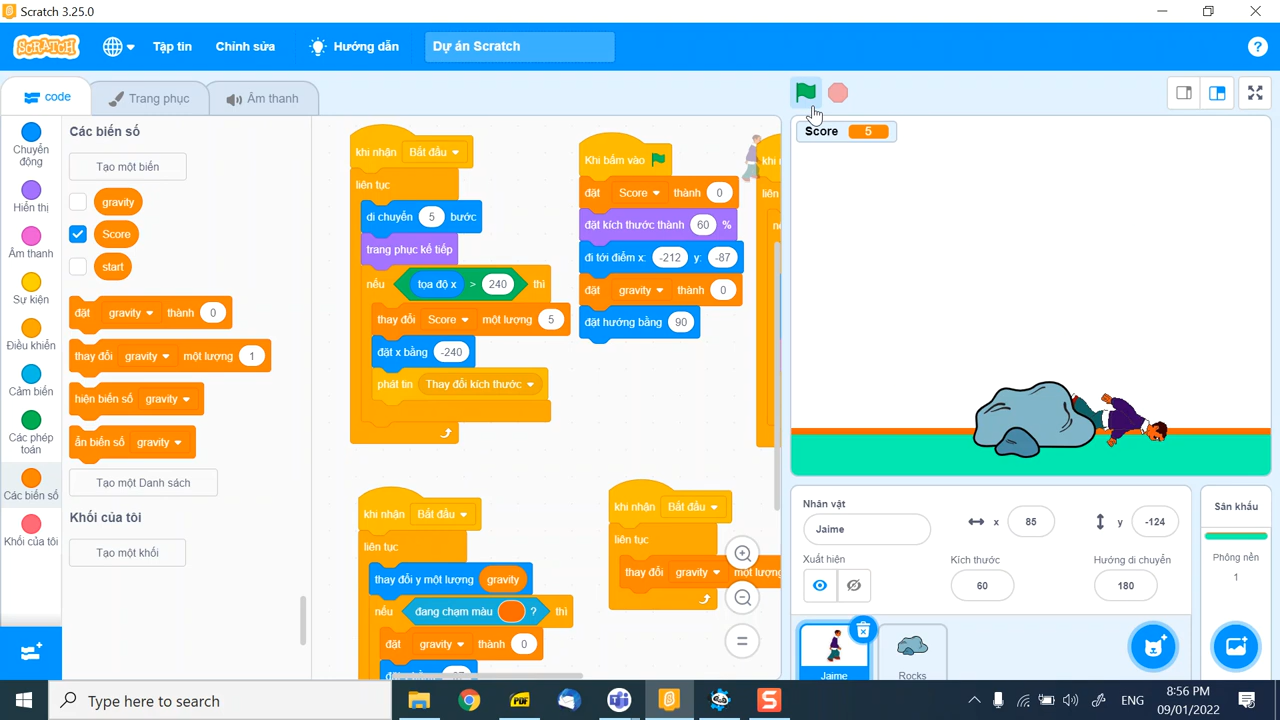 Scratch 3.25.0
SCRATCH
Tập tin
Chỉnh sửa
Hướng dẫn
Dự án Scratch
?
code
Trang phục
Âm thanh
Chuyển động
Hiển thị
Âm thanh
Sự kiện
Điều khiển
Cảm biến
Các phép toán
Các biến số
Khối của tôi
Các biến số
Tạo một biến
gravity
Score
start
đặt gravity thành 0
thay đổi gravity một lượng 1
hiện biến số gravity
ẩn biến số gravity
Tạo một Danh sách
Khối của tôi
Tạo một khối
khi nhận Bắt đầu
liên tục
di chuyển 5 bước
trang phục kế tiếp
nếu tọa độ x > 240 thì
thay đổi Score một lượng 5
đặt x bằng -240
phát tin Thay đổi kích thước
Khi bấm vào
đặt Score thành 0
đặt kích thước thành 60 %
đi tới điểm x: -212 y: -87
đặt gravity thành 0
đặt hướng bằng 90
khi nhận Bắt đầu
liên tục
thay đổi y một lượng gravity
nếu đang chạm màu ? thì
đặt gravity thành 0
khi nhận Bắt đầu
liên tục
thay đổi gravity một lượng
Score 5
Nhân vật
Jaime
x 85
y -124
Xuất hiện
Kích thước
60
Hướng di chuyển
180
Jaime
Rocks
Sân khấu
Phông nền
1
Type here to search
PDF
ENG
8:56 PM
09/01/2022